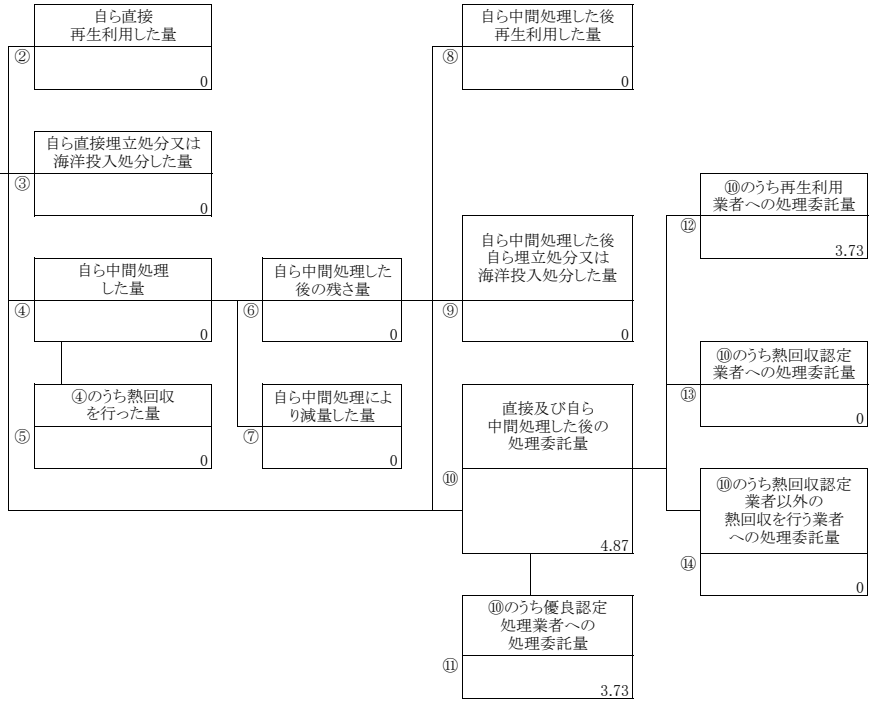 自ら直接
再生利用した量
②
0
自ら直接埋立処分又は
海洋投入処分した量
③
0
自ら中間処理
した量
④
0
④のうち熱回収
を行った量
⑤
0
自ら中間処理した
後の残さ量
⑥
0
自ら中間処理によ
り減量した量
⑦
0
自ら中間処理した後
再生利用した量
⑧
0
自ら中間処理した後
自ら埋立処分又は
海洋投入処分した量
⑨
0
直接及び自ら
中間処理した後の
処理委託量
⑩
4.87
⑩のうち優良認定
処理業者への
処理委託量
⑪
3.73
⑩のうち再生利用
業者への処理委託量
⑫
3.73
⑩のうち熱回収認定
業者への処理委託量
⑬
0
⑩のうち熱回収認定
業者以外の
熱回収を行う業者
への処理委託量
⑭
0